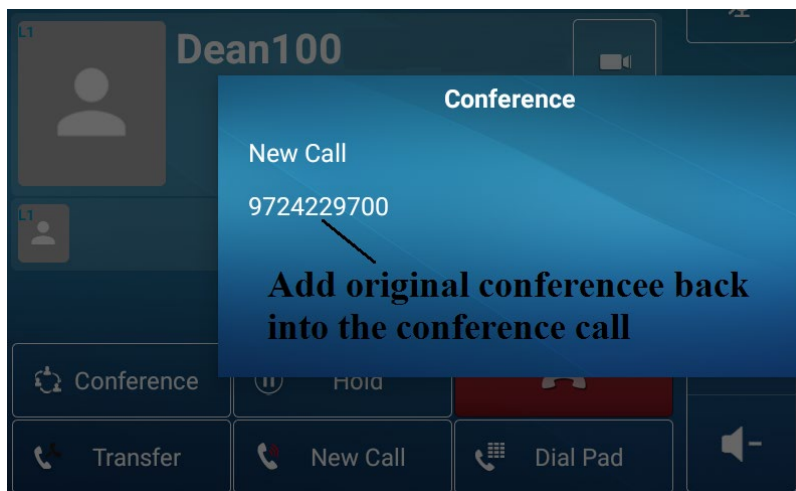 L1
Dean100
Conference
New Call
9724229700
L1
Add original conferencee back
into the conference call
Conference
Hold
Transfer
New Call
Dial Pad